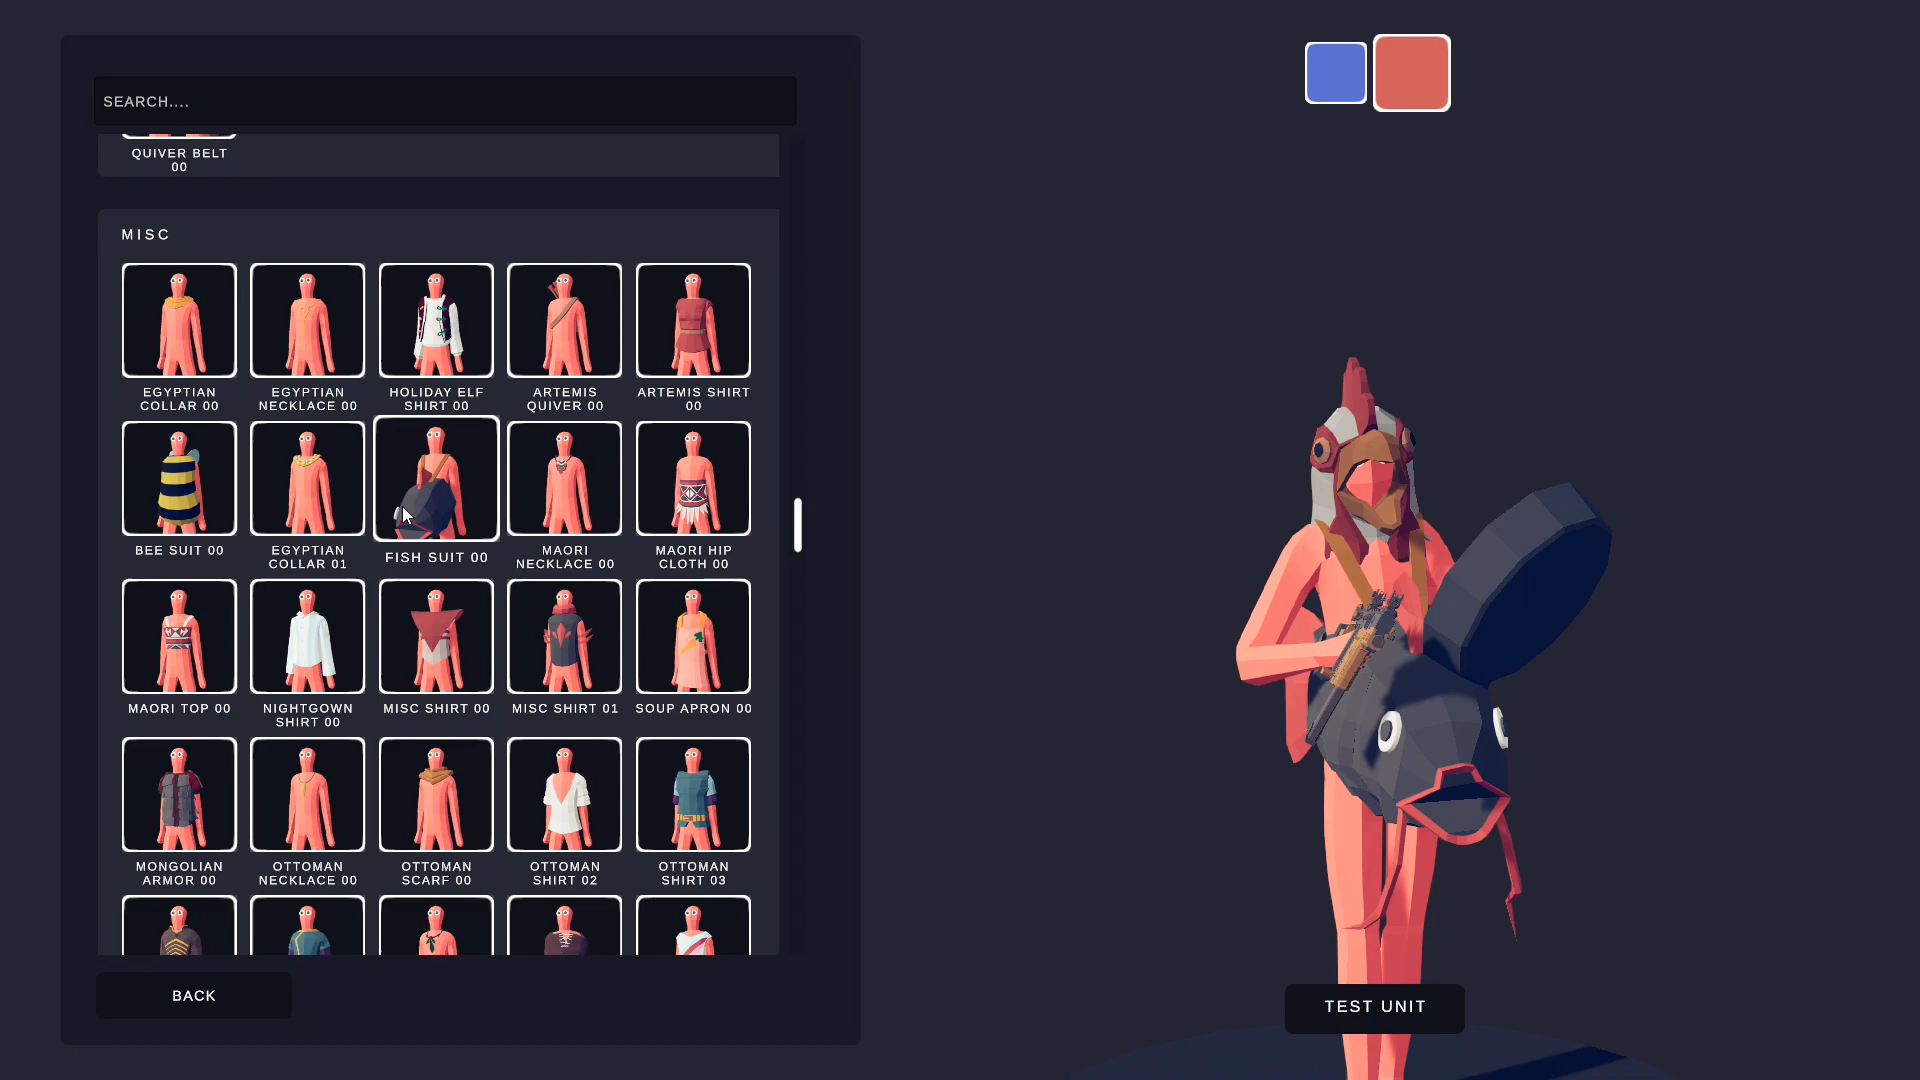 SEARCH....
QUIVER BELT
00
MISC
EGYPTIAN
COLLAR 00
EGYPTIAN
NECKLACE 00
HOLIDAY ELF
SHIRT 00
ARTEMIS
QUIVER 00
ARTEMIS SHIRT
00
BEE SUIT 00
EGYPTIAN
COLLAR 01
FISH SUIT 00
MAORI
NECKLACE 00
MAORI HIP
CLOTH 00
MAORI TOP 00
NIGHTGOWN
SHIRT 00
MISC SHIRT 00
MISC SHIRT 01
SOUP APRON 00
MONGOLIAN
ARMOR 00
OTTOMAN
NECKLACE 00
OTTOMAN
SCARF 00
OTTOMAN
SHIRT 02
OTTOMAN
SHIRT 03
BACK
TEST UNIT